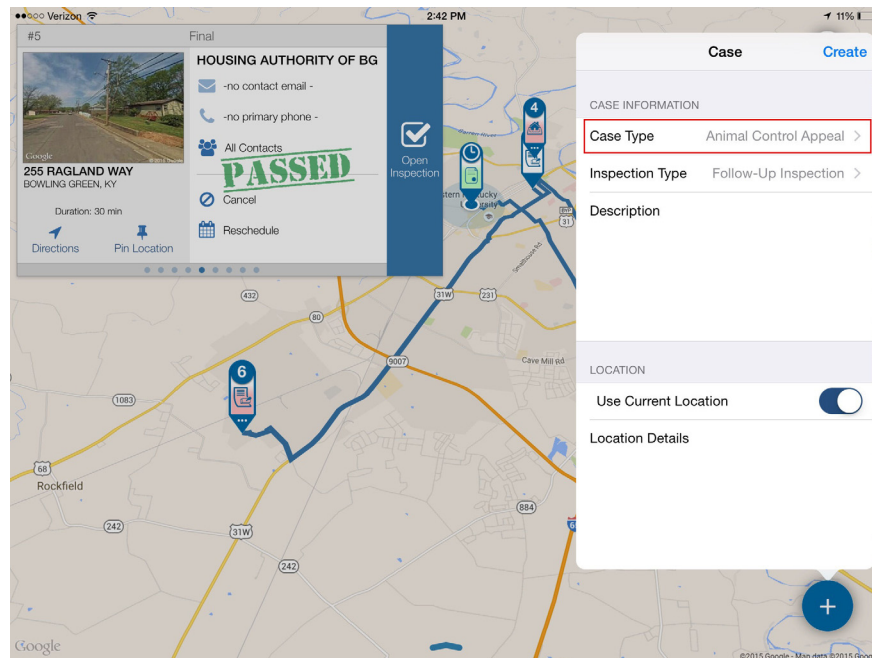 Verizon
2:42 PM
11%
#5
Final
HOUSING AUTHORITY OF BG
-no contact email -
-no primary phone -
All Contacts
PASSED
Cancel
Reschedule
Google
255 RAGLAND WAY
BOWLING GREEN, KY
Duration: 30 min
Directions
Pin Location
Open
Inspection
Case
Create
CASE INFORMATION
Case Type
Animal Control Appeal
Inspection Type
Follow-Up Inspection
Description
LOCATION
Use Current Location
Location Details
4
6
31
432
31W
231
80
9007
Cave Mill Rd
1083
68
Rockfield
884
242
31W
242
+
Google
©2015 Google - Map data ©2015 Goog